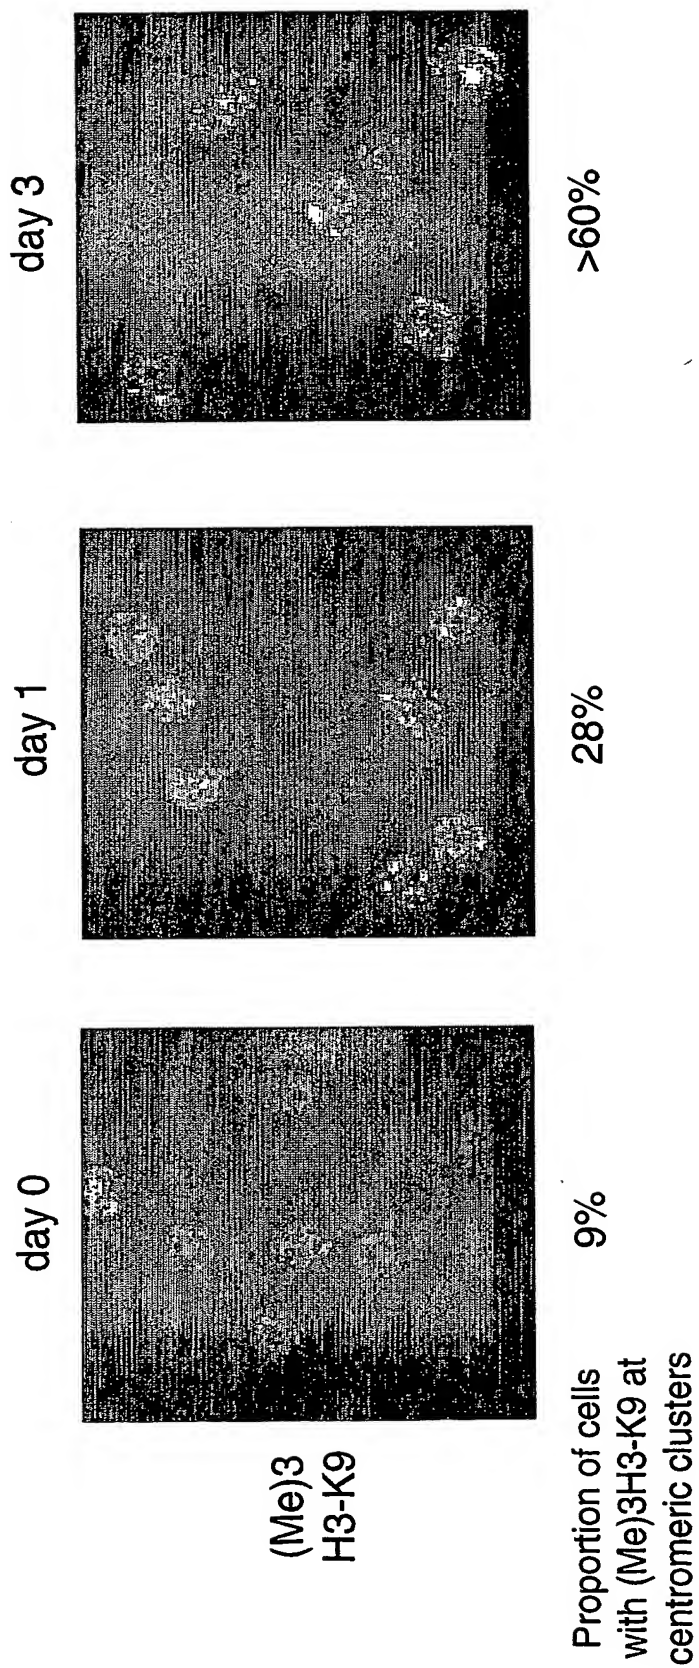 day 0
day 1
day 3
(Me)3
H3-K9
Proportion of cells
with (Me)3H3-K9 at
centromeric clusters
9%
28%
>60%